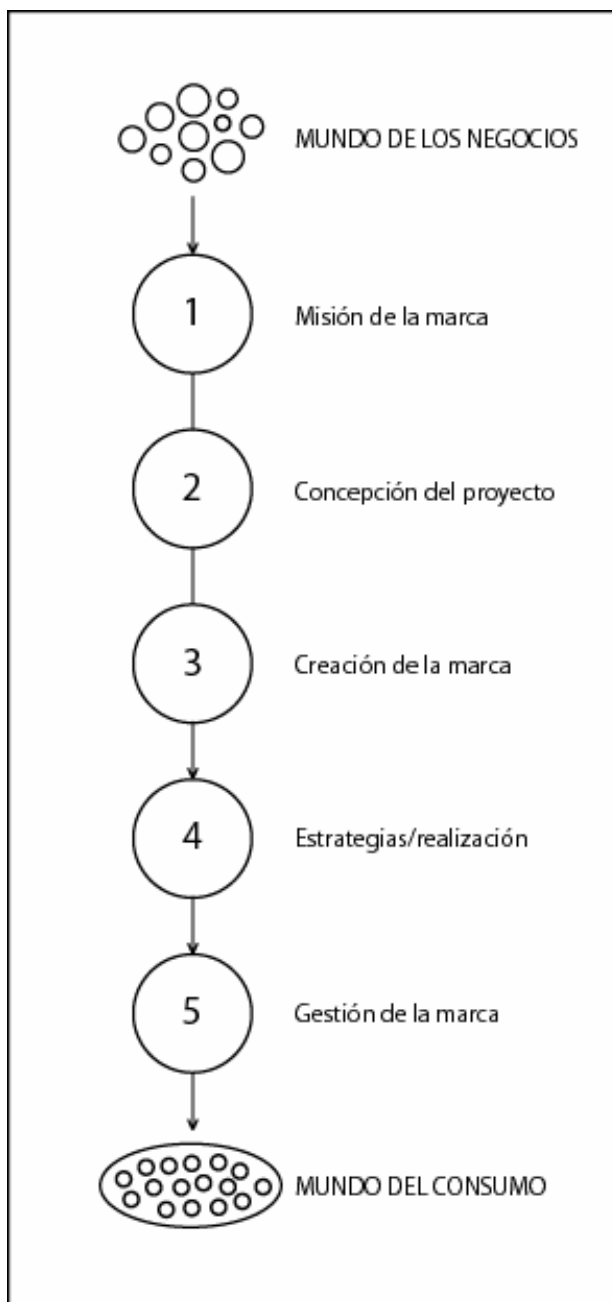 MUNDO DE LOS NEGOCIOS
1 Misión de la marca
2 Concepción del proyecto
3 Creación de la marca
4 Estrategias/realización
5 Gestión de la marca
MUNDO DEL CONSUMO